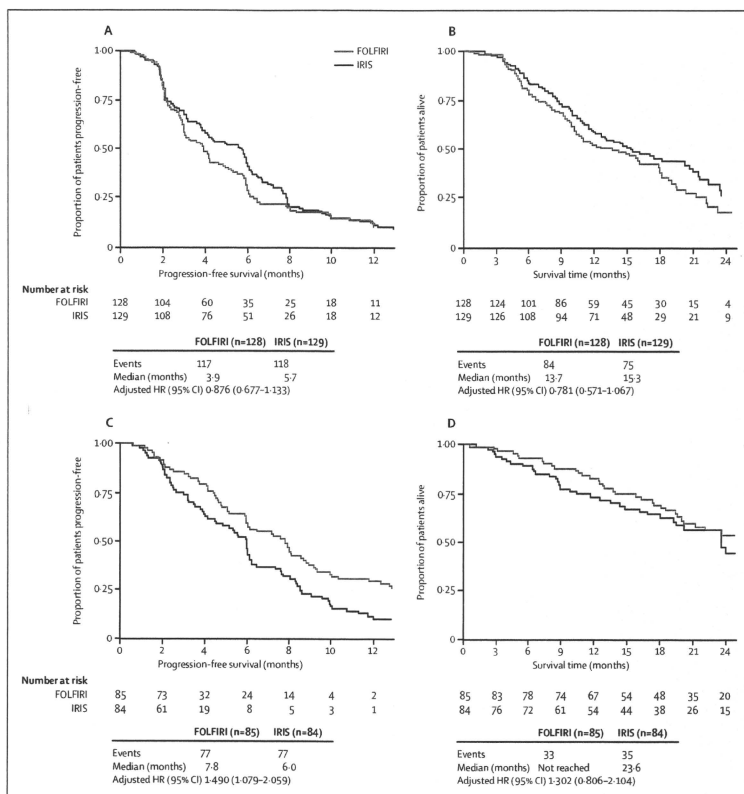 A
1·00
0·75
0·50
0·25
0
Proportion of patients progression-free
FOLFIRI
IRIS
0 2 4 6 8 10 12
Progression-free survival (months)
Number at risk
FOLFIRI 128 104 60 35 25 18 11
IRIS 129 108 76 51 26 18 12
FOLFIRI (n=128) IRIS (n=129)
Events 117 118
Median (months) 3·9 5·7
Adjusted HR (95% CI) 0·876 (0·677–1·133)
B
1·00
0·75
0·50
0·25
0
Proportion of patients alive
0 3 6 9 12 15 18 21 24
Survival time (months)
128 124 101 86 59 45 30 15 4
129 126 108 94 71 48 29 21 9
FOLFIRI (n=128) IRIS (n=129)
Events 84 75
Median (months) 13·7 15·3
Adjusted HR (95% CI) 0·781 (0·571–1·067)
C
1·00
0·75
0·50
0·25
0
Proportion of patients progression-free
0 2 4 6 8 10 12
Progression-free survival (months)
Number at risk
FOLFIRI 85 73 32 24 14 4 2
IRIS 84 61 19 8 5 3 1
FOLFIRI (n=85) IRIS (n=84)
Events 77 77
Median (months) 7·8 6·0
Adjusted HR (95% CI) 1·490 (1·079–2·059)
D
1·00
0·75
0·50
0·25
0
Proportion of patients alive
0 3 6 9 12 15 18 21 24
Survival time (months)
85 83 78 74 67 54 48 35 20
84 76 72 61 54 44 38 26 15
FOLFIRI (n=85) IRIS (n=84)
Events 33 35
Median (months) Not reached 23·6
Adjusted HR (95% CI) 1·302 (0·806–2·104)